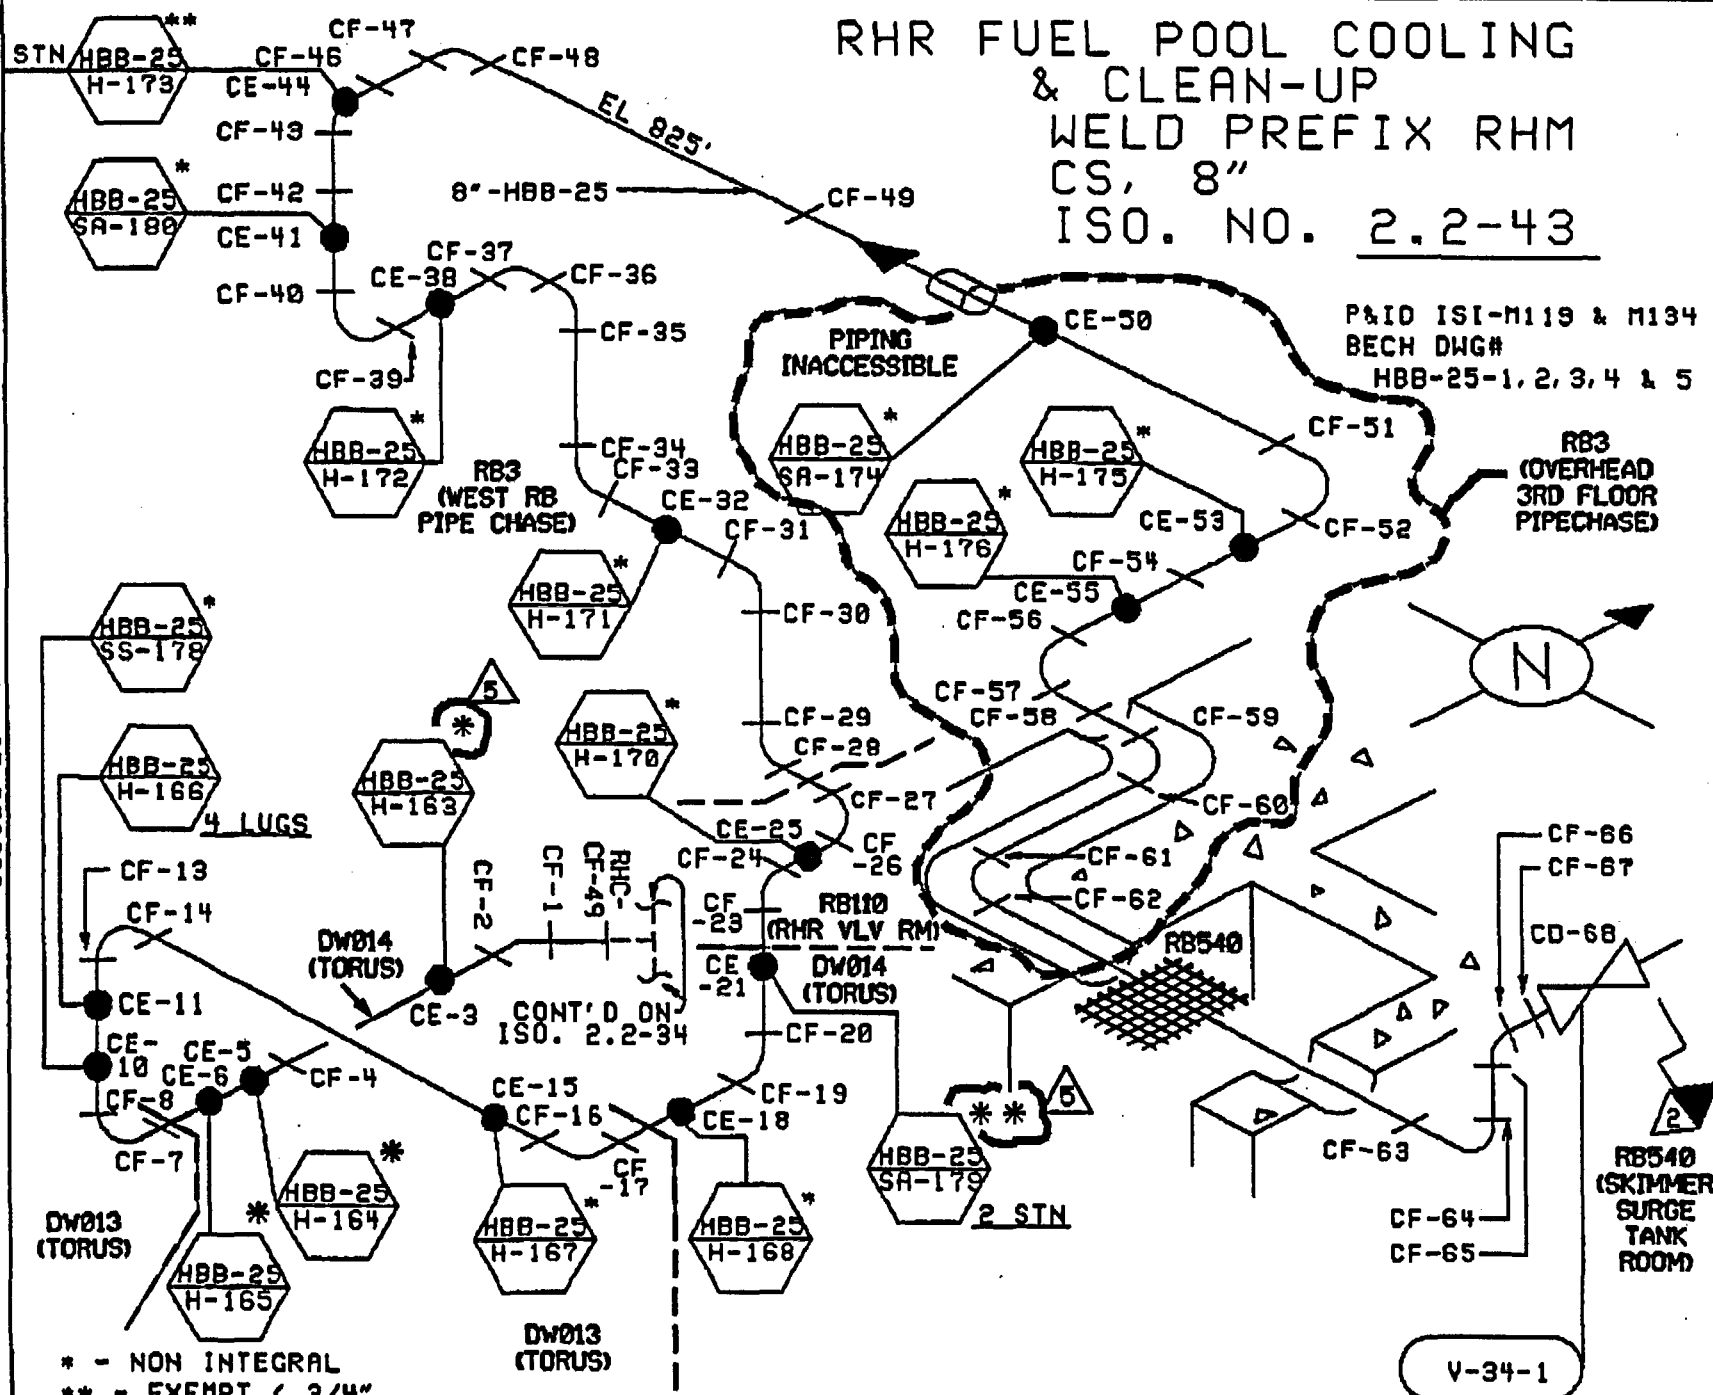 RHR FUEL POOL COOLING
& CLEAN-UP
WELD PREFIX RHM
CS, 8"
ISO. NO. 2.2-43
P&ID ISI-M119 & M134
BECH DWG#
HBB-25-1,2,3,4 & 5
STN
HBB-25
H-173
**
CF-46
CE-44
CF-47
CF-48
EL 825'
8"-HBB-25
CF-49
CF-43
HBB-25
SA-180
*
CF-42
CE-41
CF-40
CE-38
CF-37
CF-36
CF-35
CF-39
HBB-25
H-172
*
RB3
(WEST RB
PIPE CHASE)
CF-34
CF-33
CE-32
CF-31
HBB-25
H-171
*
CF-30
PIPING
INACCESSIBLE
CE-50
HBB-25
SA-174
*
HBB-25
H-175
*
CF-51
RB3
(OVERHEAD
3RD FLOOR
PIPECHASE)
CE-53
CF-52
HBB-25
H-176
*
CF-54
CE-55
CF-56
N
CF-57
CF-58
CF-59
CF-60
CF-61
CF-62
HBB-25
SS-178
*
HBB-25
H-166
4 LUGS
5
*
HBB-25
H-163
HBB-25
H-170
*
CF-29
CF-28
CF-27
CE-25
CF-24
CF
-26
CF
-23
RB110
(RHR VLV RM)
CE
-21
DW014
(TORUS)
CF-20
CF-19
CE-18
CF-13
CF-14
CE-11
CE-
10
CF-8
CF-7
CE-6
CE-5
CF-4
DW014
(TORUS)
CE-3
CF-2
CF-1
RHC-
CF-49
CONT'D ON
ISO. 2.2-34
CE-15
CF-16
CF
-17
DW013
(TORUS)
HBB-25
H-164
*
HBB-25
H-165
*
HBB-25
H-167
*
HBB-25
H-168
*
HBB-25
SA-179
2 STN
* *
5
DW013
(TORUS)
RB540
CF-66
CF-67
CD-68
CF-63
CF-64
CF-65
2
RB540
(SKIMMER
SURGE
TANK
ROOM)
V-34-1
* - NON INTEGRAL
** - EXEMPT < 3/4"